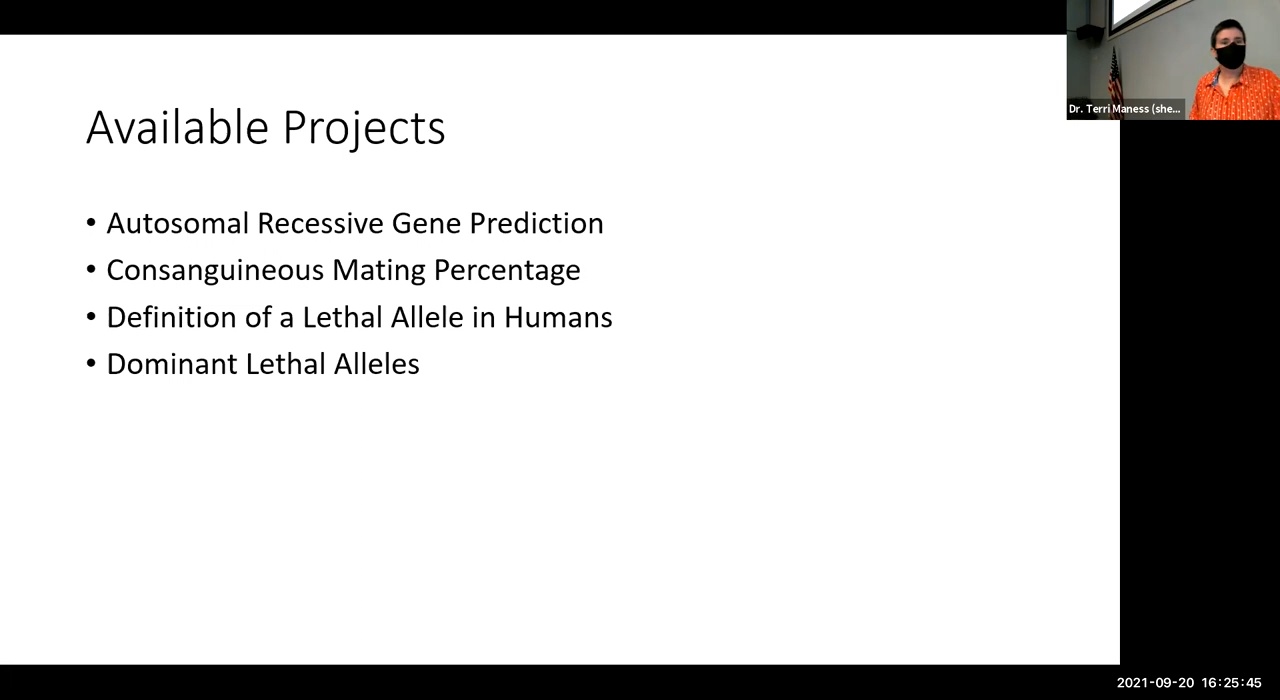 Available Projects
• Autosomal Recessive Gene Prediction
• Consanguineous Mating Percentage
• Definition of a Lethal Allele in Humans
• Dominant Lethal Alleles
Dr. Terri Maness (she...
2021-09-20 16:25:45